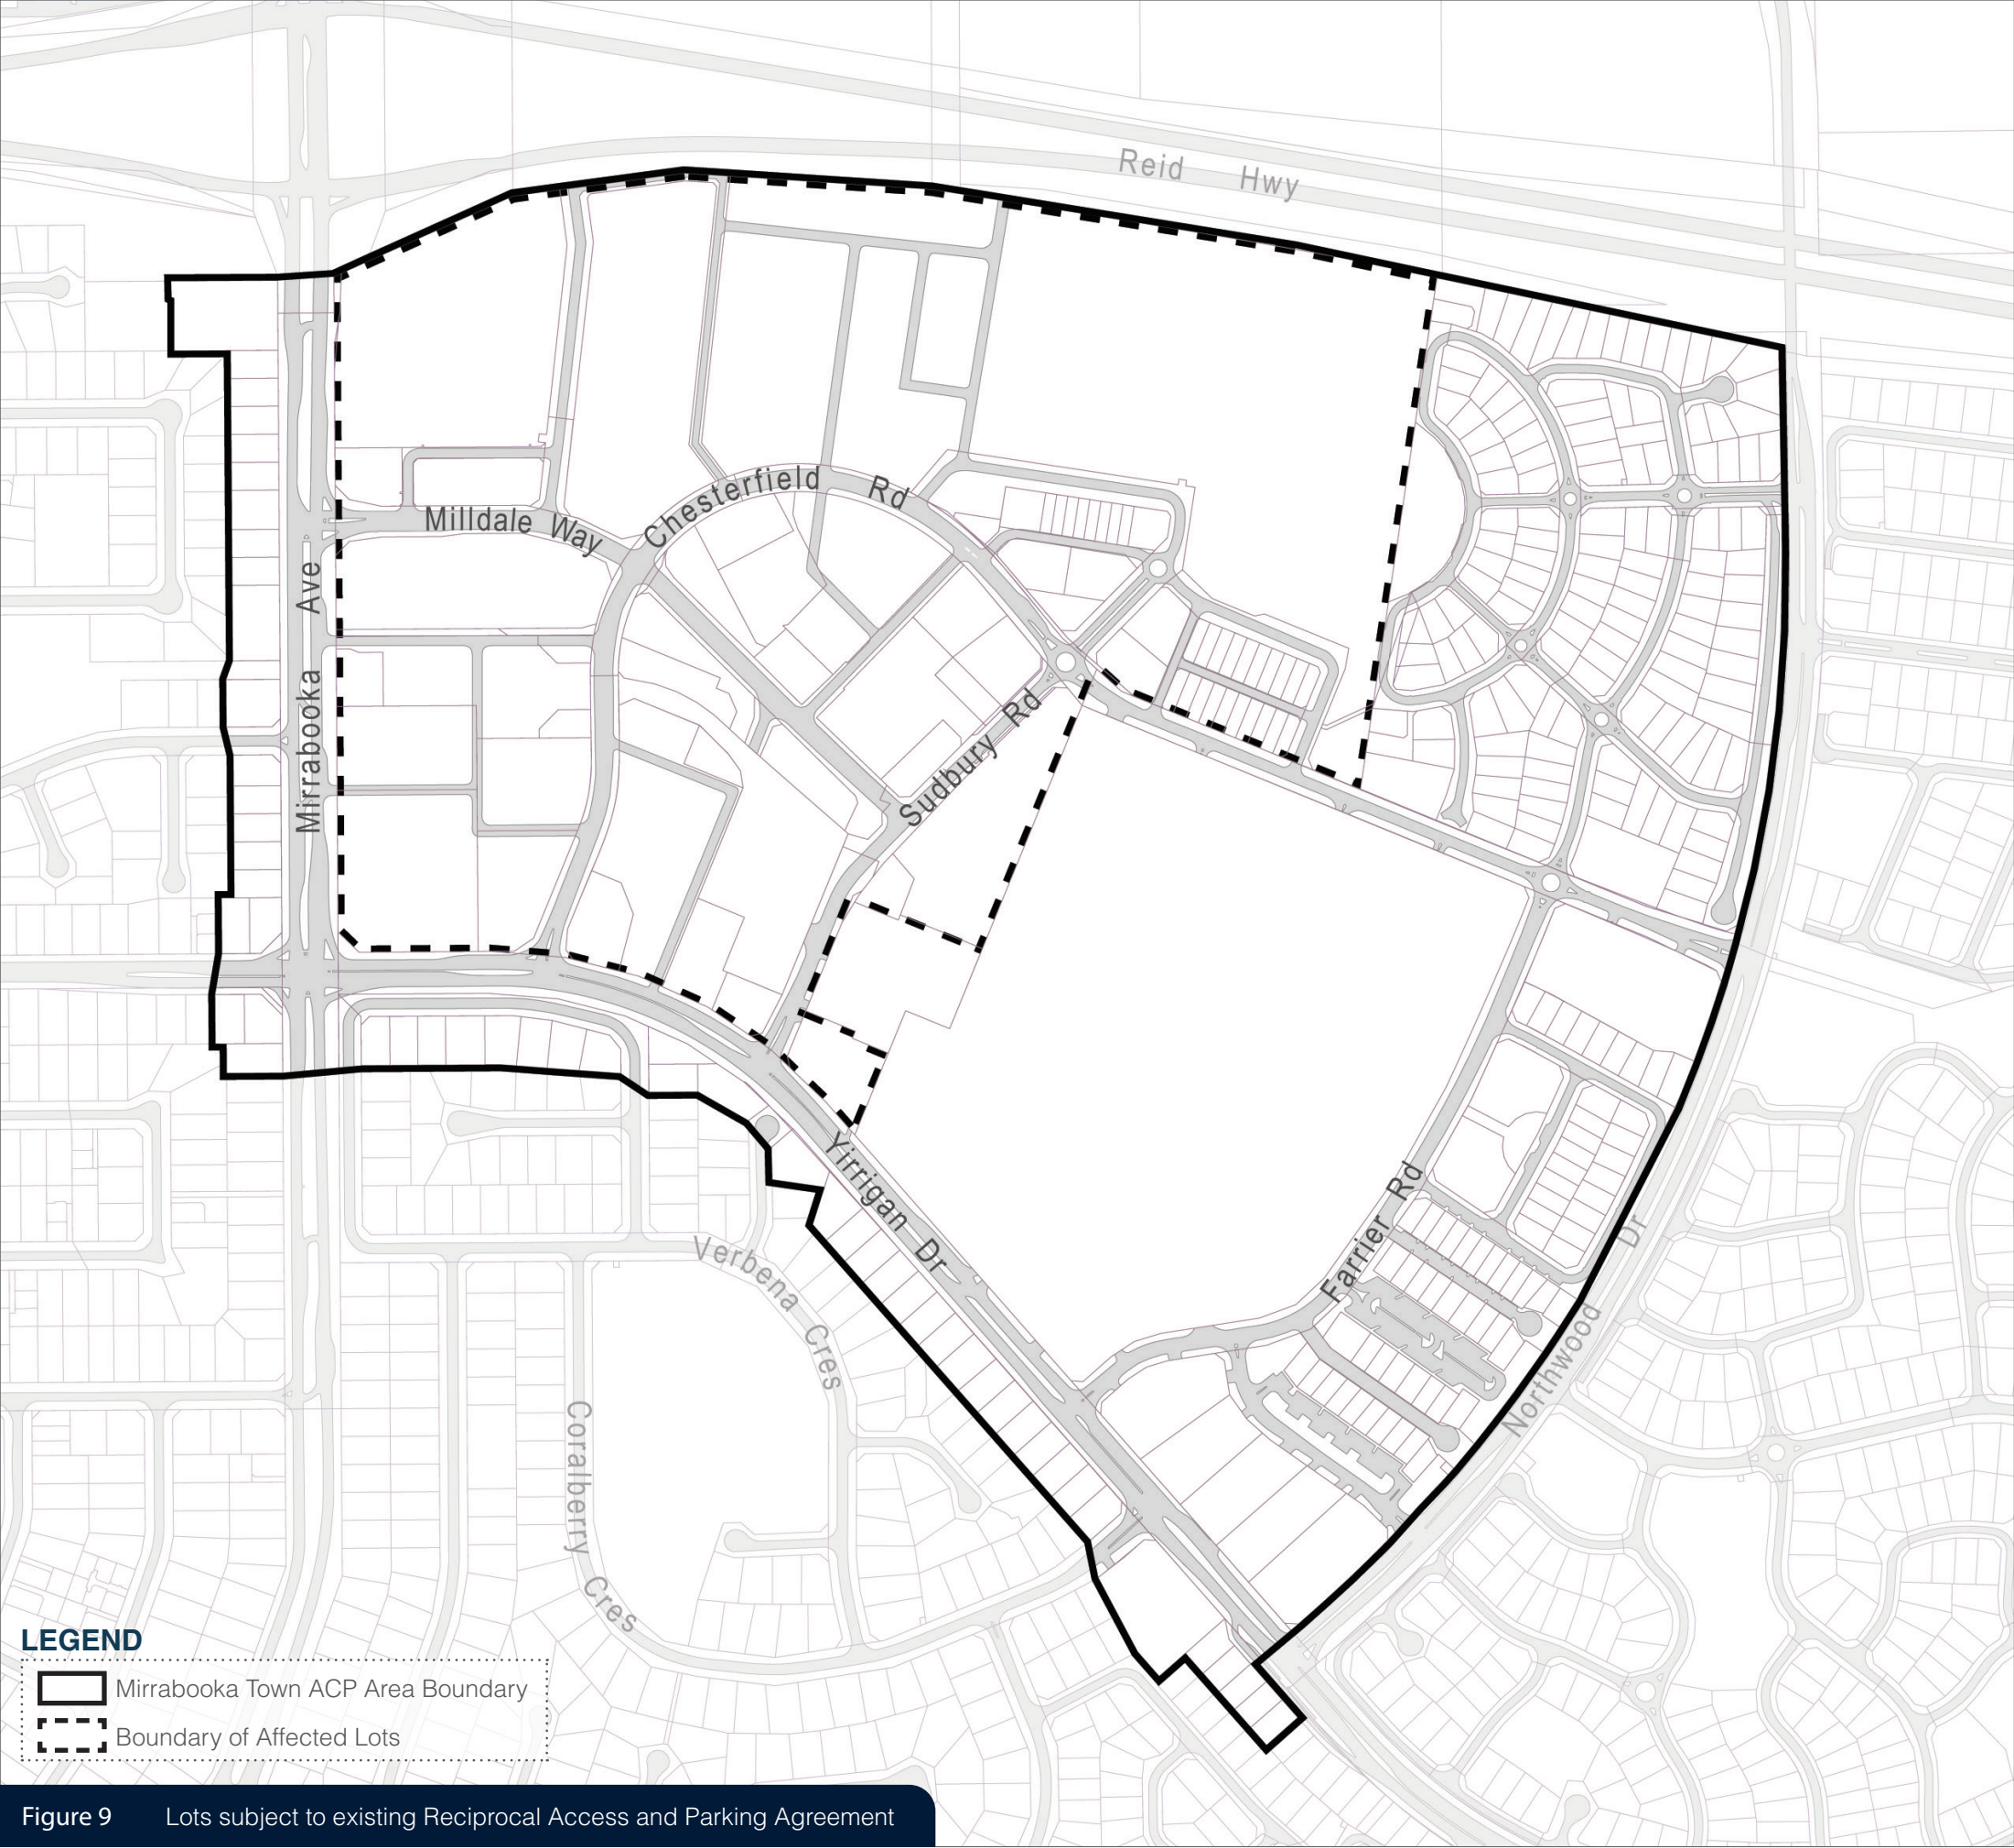 Reid Hwy
Chesterfield Rd
Milldale Way
Mirrabooka Ave
Sudbury Rd
Yirrigan Dr
Farrier Rd
Northwood Dr
Verbena Cres
Coralberry Cres
LEGEND
Mirrabooka Town ACP Area Boundary
Boundary of Affected Lots
Figure 9 Lots subject to existing Reciprocal Access and Parking Agreement